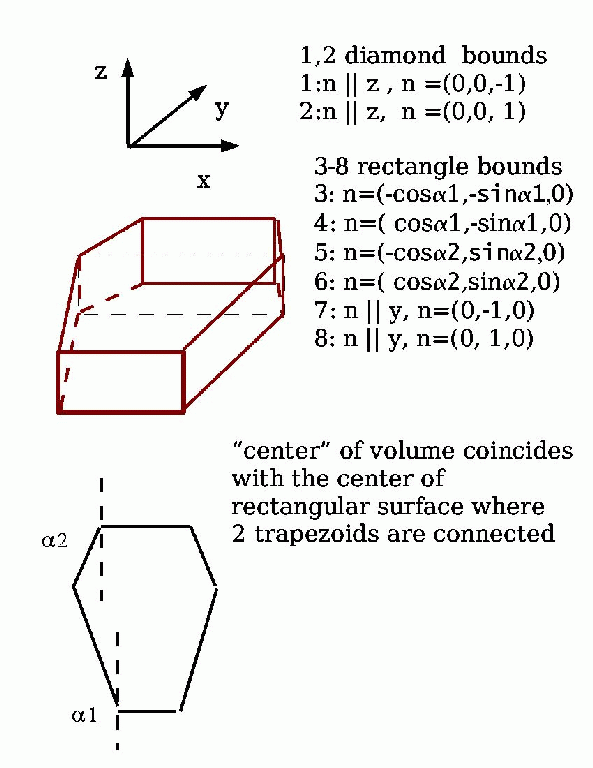 z
y
x
1,2 diamond bounds
1:n || z , n =(0,0,-1)
2:n || z, n =(0,0, 1)
3-8 rectangle bounds
3: n=(-cosα1,-sinα1,0)
4: n=( cosα1,-sinα1,0)
5: n=(-cosα2,sinα2,0)
6: n=( cosα2,sinα2,0)
7: n || y, n=(0,-1,0)
8: n || y, n=(0, 1,0)
“center” of volume coincides
with the center of
rectangular surface where
2 trapezoids are connected
α2
α1